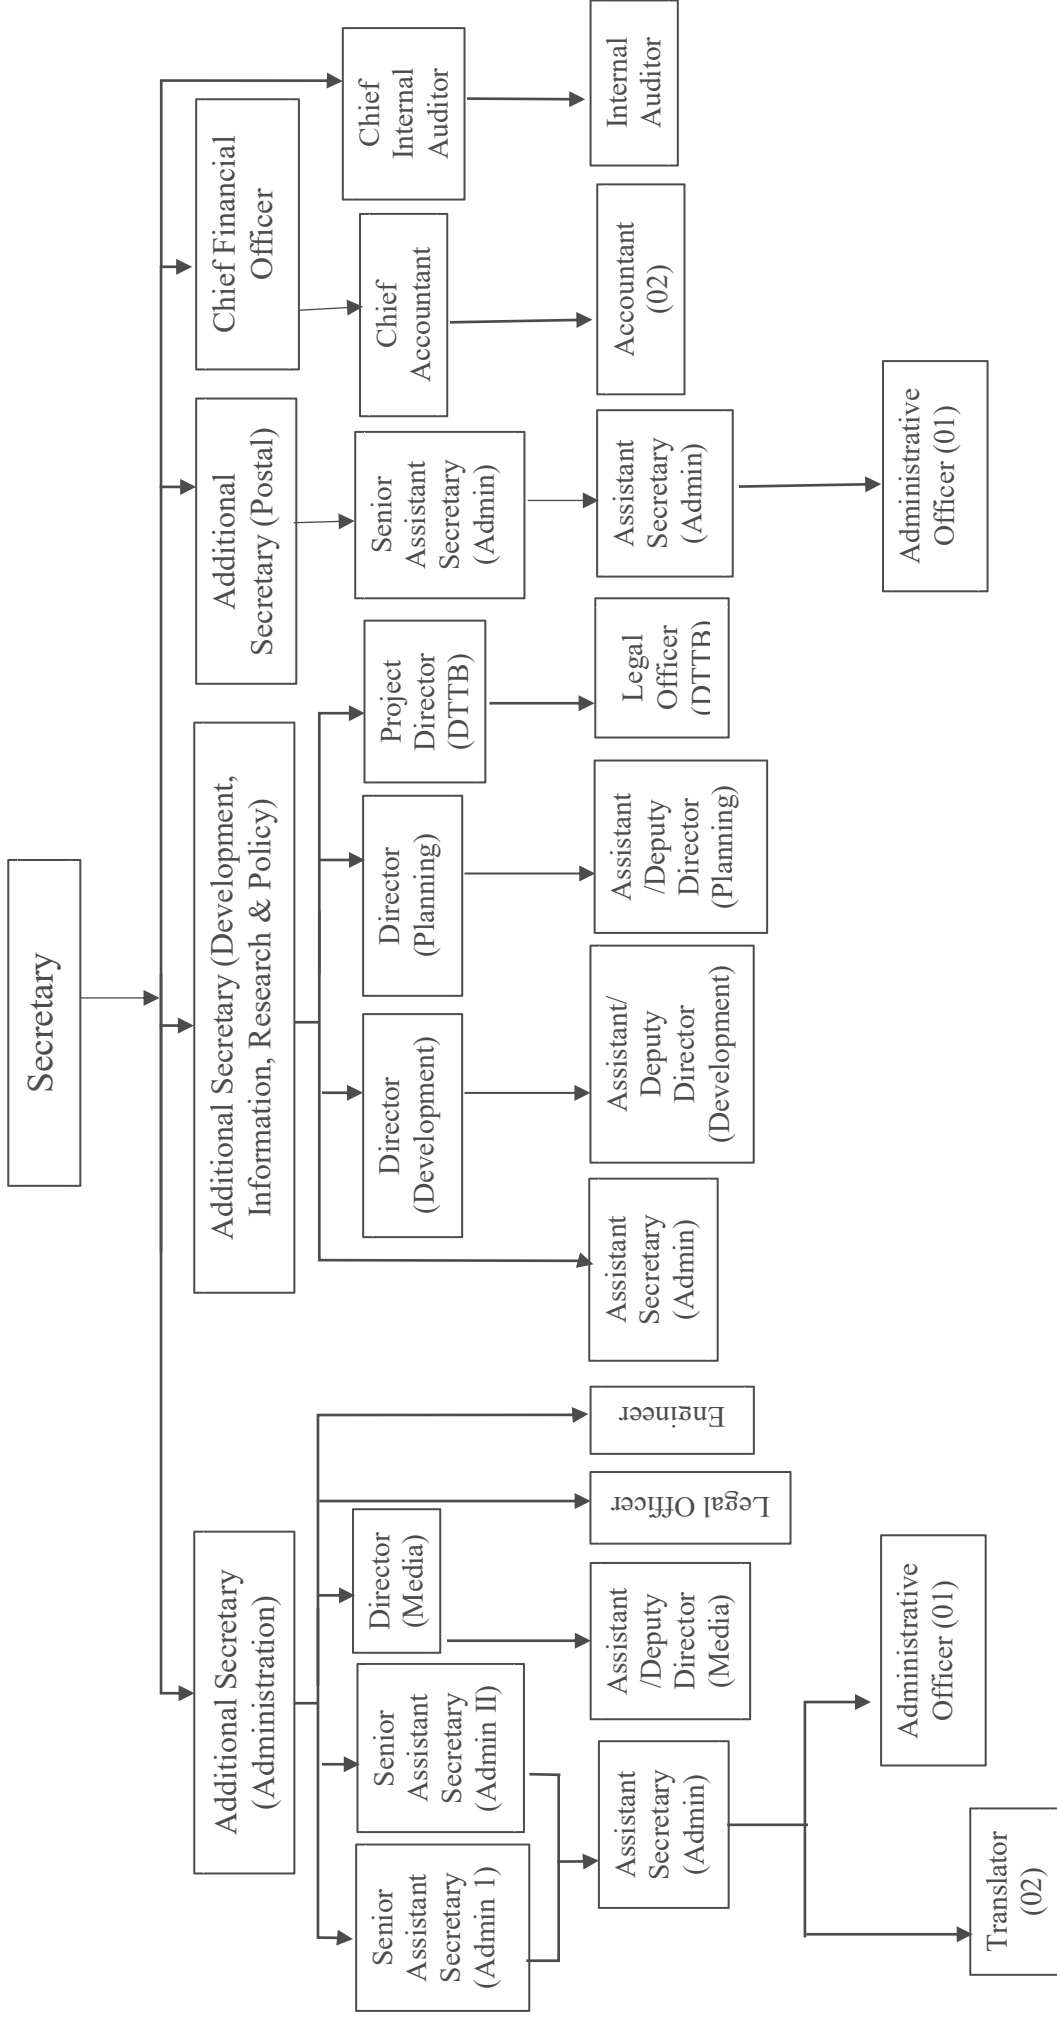 Secretary
Additional Secretary
(Administration)
Additional Secretary (Development,
Information, Research & Policy)
Additional
Secretary (Postal)
Chief Financial
Officer
Senior
Assistant
Secretary
(Admin 1)
Senior
Assistant
Secretary
(Admin II)
Director
(Media)
Director
(Development)
Director
(Planning)
Project
Director
(DTTB)
Senior
Assistant
Secretary
(Admin)
Chief
Accountant
Chief
Internal
Auditor
Assistant
Secretary
(Admin)
Assistant
/Deputy
Director
(Media)
Legal Officer
Engineer
Assistant
Secretary
(Admin)
Assistant/
Deputy
Director
(Development)
Assistant
/Deputy
Director
(Planning)
Legal
Officer
(DTTB)
Assistant
Secretary
(Admin)
Accountant
(02)
Internal
Auditor
Translator
(02)
Administrative
Officer (01)
Administrative
Officer (01)